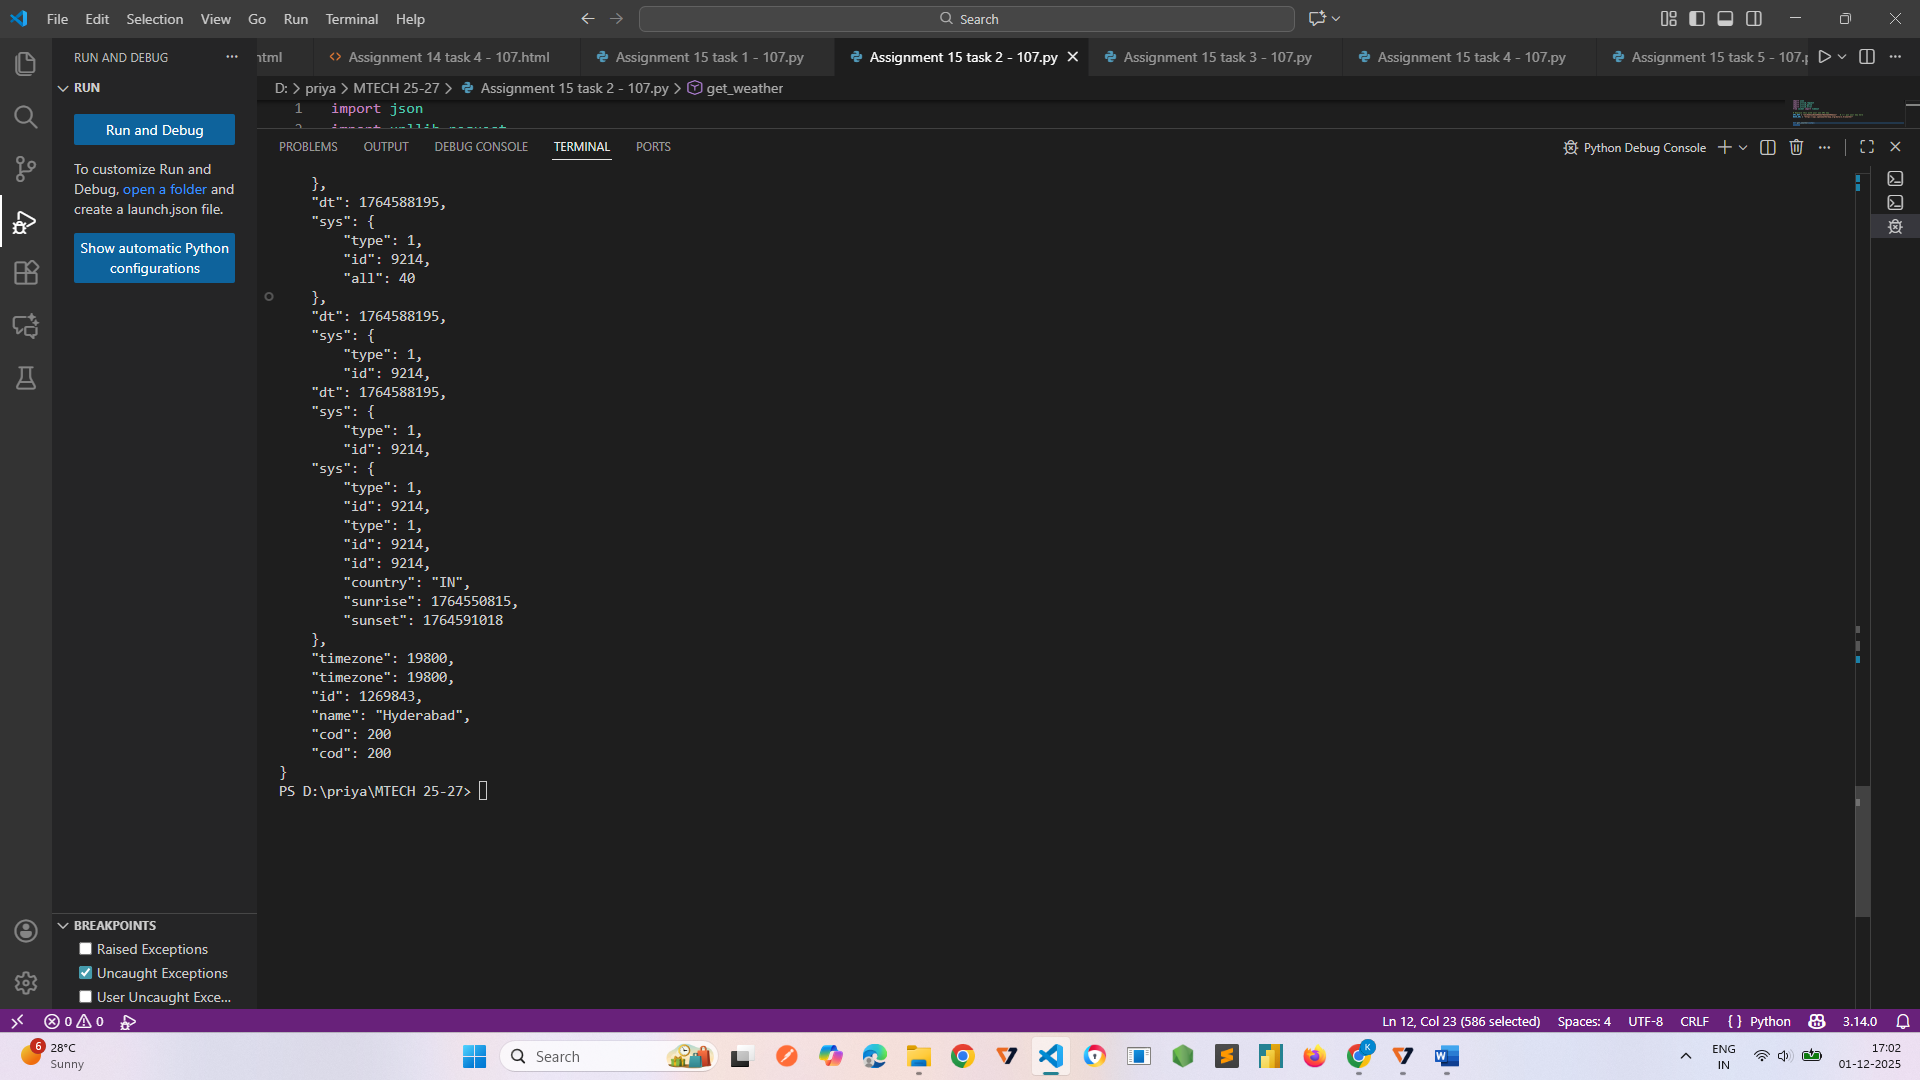 File Edit Selection View Go Run Terminal Help
Search
RUN AND DEBUG
html
Assignment 14 task 4 - 107.html
Assignment 15 task 1 - 107.py
Assignment 15 task 2 - 107.py
Assignment 15 task 3 - 107.py
Assignment 15 task 4 - 107.py
Assignment 15 task 5 - 107.p
RUN
D: > priya > MTECH 25-27 > Assignment 15 task 2 - 107.py > get_weather
1 import json
Run and Debug
To customize Run and
Debug, open a folder and
create a launch.json file.
Show automatic Python
configurations
PROBLEMS OUTPUT DEBUG CONSOLE TERMINAL PORTS
Python Debug Console
},
"dt": 1764588195,
"sys": {
"type": 1,
"id": 9214,
"all": 40
},
"dt": 1764588195,
"sys": {
"type": 1,
"id": 9214,
"dt": 1764588195,
"sys": {
"type": 1,
"id": 9214,
"sys": {
"type": 1,
"id": 9214,
"type": 1,
"id": 9214,
"id": 9214,
"country": "IN",
"sunrise": 1764550815,
"sunset": 1764591018
},
"timezone": 19800,
"timezone": 19800,
"id": 1269843,
"name": "Hyderabad",
"cod": 200
"cod": 200
}
PS D:\priya\MTECH 25-27>
BREAKPOINTS
Raised Exceptions
Uncaught Exceptions
User Uncaught Exce...
0 0
Ln 12, Col 23 (586 selected) Spaces: 4 UTF-8 CRLF { } Python 3.14.0
6
28°C
Sunny
Search
K
ENG
IN
17:02
01-12-2025